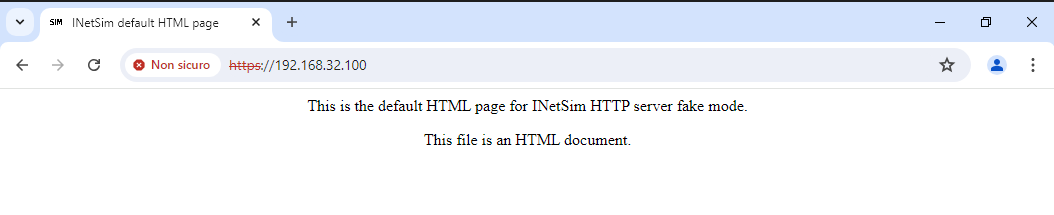 SIM INetSim default HTML page
Non sicuro https://192.168.32.100
This is the default HTML page for INetSim HTTP server fake mode.
This file is an HTML document.